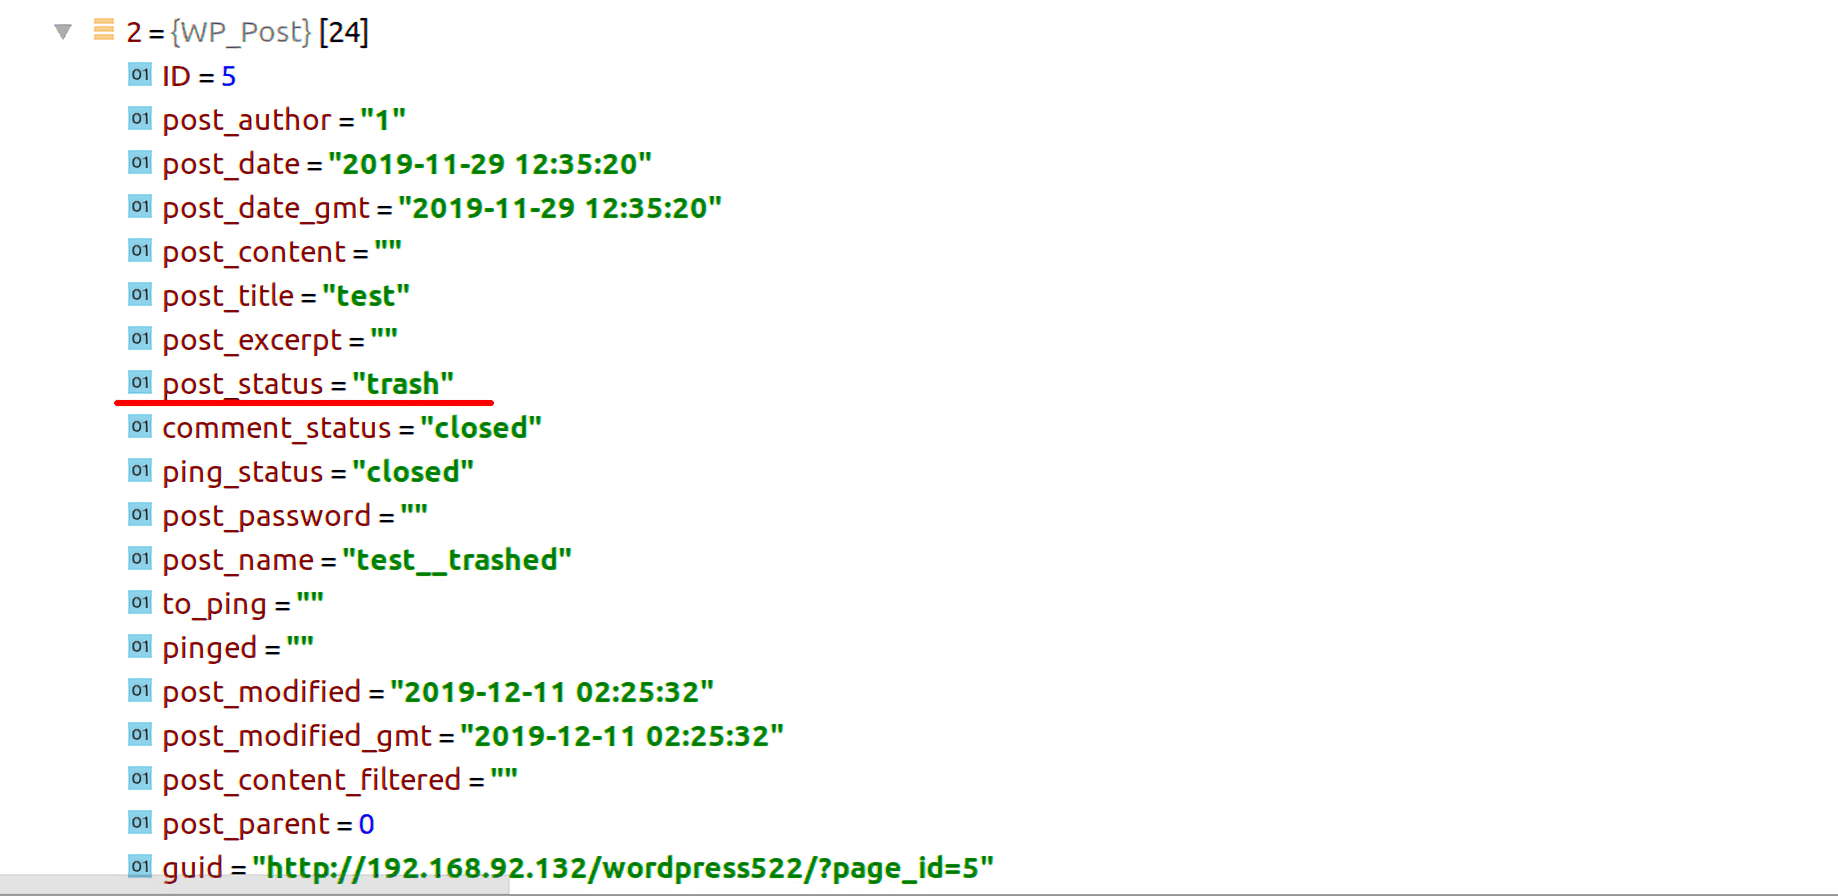 2 = {WP_Post} [24]
01 ID = 5
01 post_author = "1"
01 post_date = "2019-11-29 12:35:20"
01 post_date_gmt = "2019-11-29 12:35:20"
01 post_content = ""
01 post_title = "test"
01 post_excerpt = ""
01 post_status = "trash"
01 comment_status = "closed"
01 ping_status = "closed"
01 post_password = ""
01 post_name = "test__trashed"
01 to_ping = ""
01 pinged = ""
01 post_modified = "2019-12-11 02:25:32"
01 post_modified_gmt = "2019-12-11 02:25:32"
01 post_content_filtered = ""
01 post_parent = 0
01 guid = "http://192.168.92.132/wordpress522/?page_id=5"